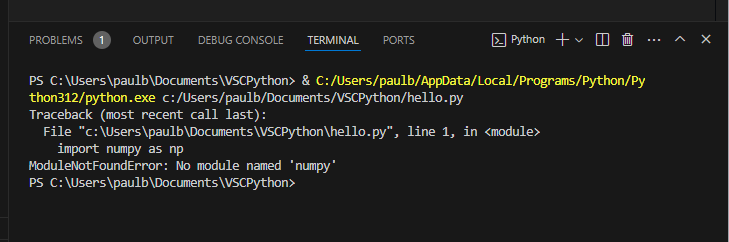 PROBLEMS 1 OUTPUT DEBUG CONSOLE TERMINAL PORTS Python
PS C:\Users\paulb\Documents\VSCPython> & C:/Users/paulb/AppData/Local/Programs/Python/Py
thon312/python.exe c:/Users/paulb/Documents/VSCPython/hello.py
Traceback (most recent call last):
  File "c:\Users\paulb\Documents\VSCPython\hello.py", line 1, in <module>
    import numpy as np
ModuleNotFoundError: No module named 'numpy'
PS C:\Users\paulb\Documents\VSCPython>